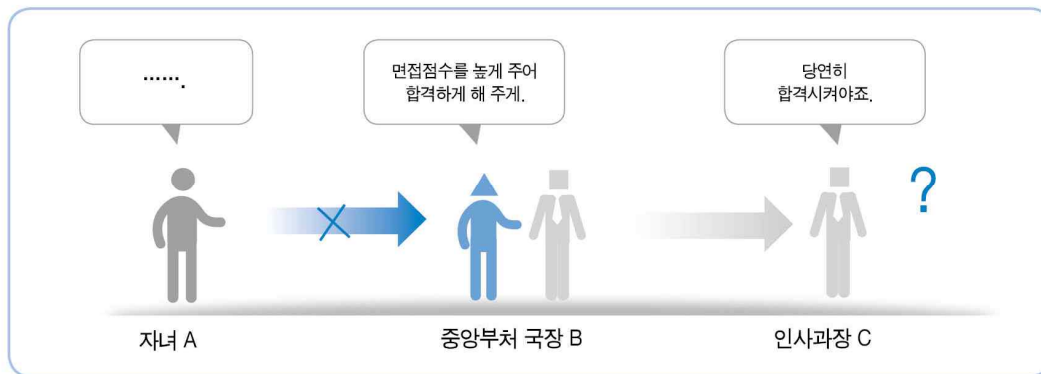 …….
면접점수를 높게 주어
합격하게 해 주게.
당연히
합격시켜야죠.
?
자녀 A
중앙부처 국장 B
인사과장 C